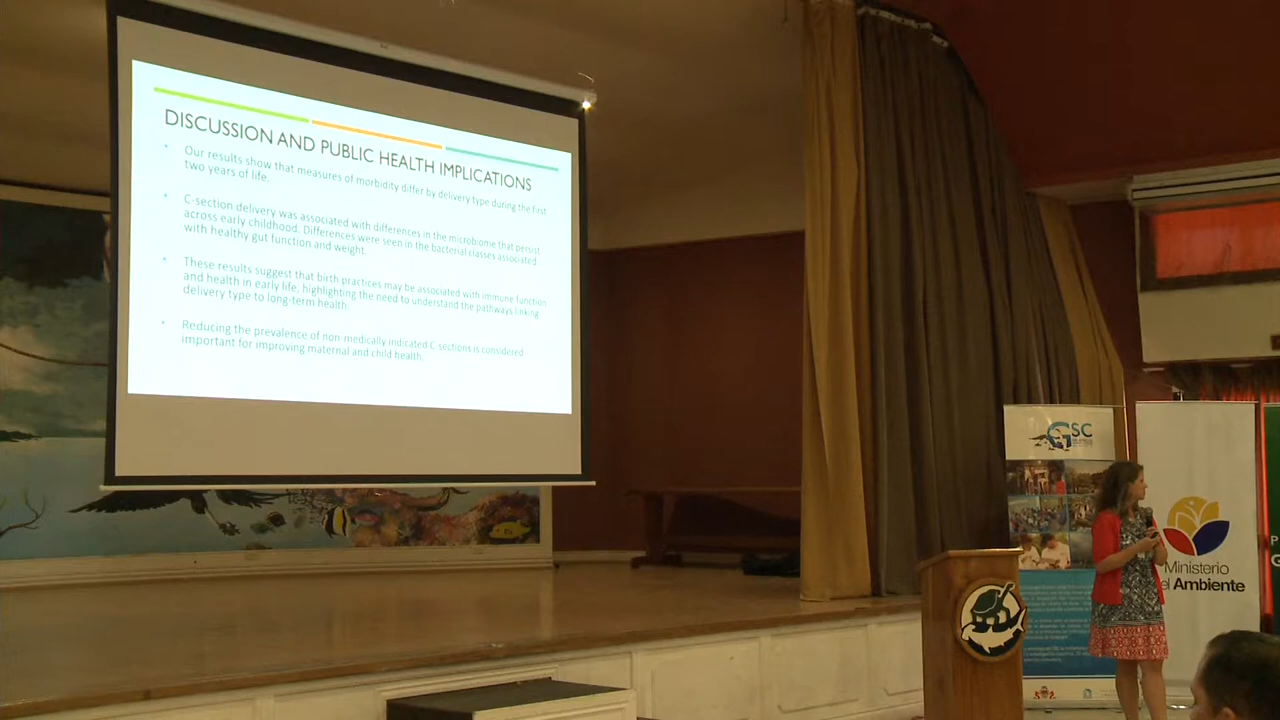 DISCUSSION AND PUBLIC HEALTH IMPLICATIONS
Our results show that measures of morbidity differ by delivery type during the first
two years of life.
C-section delivery was associated with differences in the microbiome that persist
across early childhood. Differences were seen in the bacterial classes associated
with healthy gut function and weight.
These results suggest that birth practices may be associated with immune function
and health in early life, highlighting the need to understand the pathways linking
delivery type to long-term health.
Reducing the prevalence of non-medically indicated C-sections is considered
important for improving maternal and child health.
GSC
Ministerio
el Ambiente
P
G